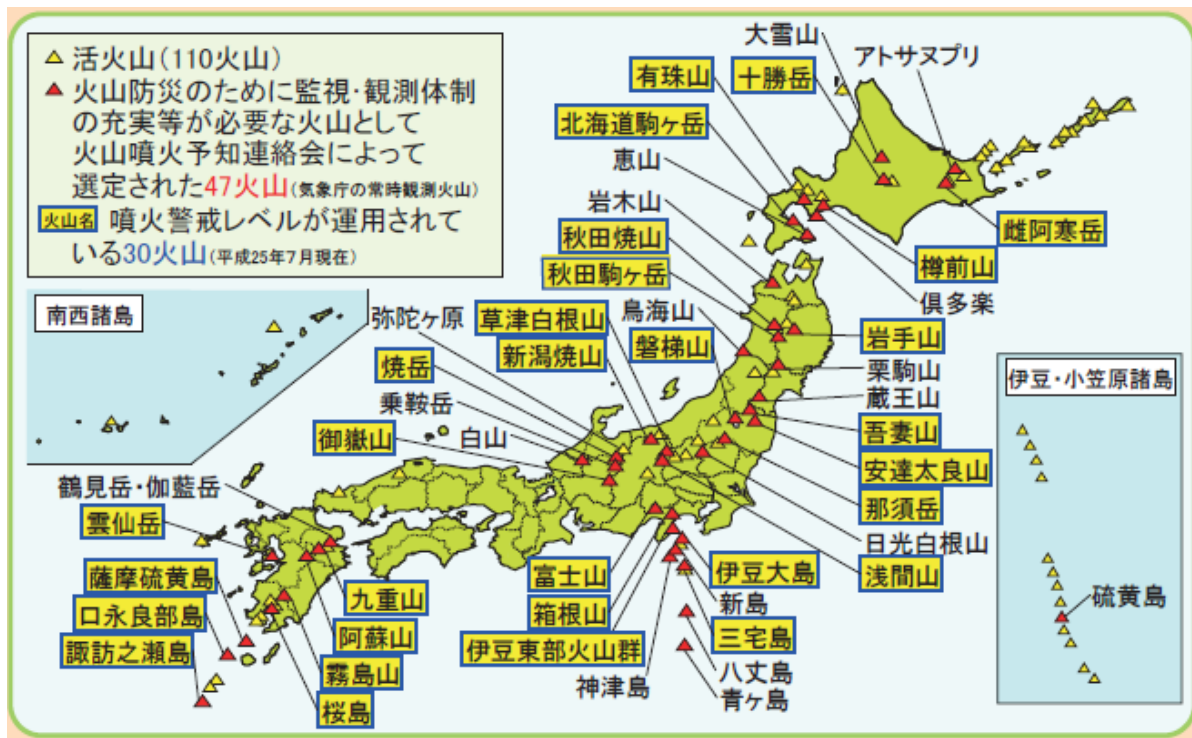 活火山(110火山)
火山防災のために監視・観測体制
の充実等が必要な火山として
火山噴火予知連絡会によって
選定された47火山(気象庁の常時観測火山)
火山名 噴火警戒レベルが運用されて
いる30火山(平成25年7月現在)
大雪山
アトサヌプリ
有珠山
十勝岳
北海道駒ヶ岳
恵山
岩木山
秋田焼山
秋田駒ヶ岳
雌阿寒岳
樽前山
倶多楽
南西諸島
弥陀ヶ原
草津白根山
鳥海山
新潟焼山
磐梯山
岩手山
焼岳
栗駒山
伊豆・小笠原諸島
乗鞍岳
蔵王山
御嶽山
白山
吾妻山
安達太良山
鶴見岳・伽藍岳
雲仙岳
那須岳
日光白根山
薩摩硫黄島
富士山
伊豆大島
浅間山
口永良部島
九重山
箱根山
新島
硫黄島
諏訪之瀬島
阿蘇山
伊豆東部火山群
三宅島
霧島山
神津島
八丈島
桜島
青ヶ島